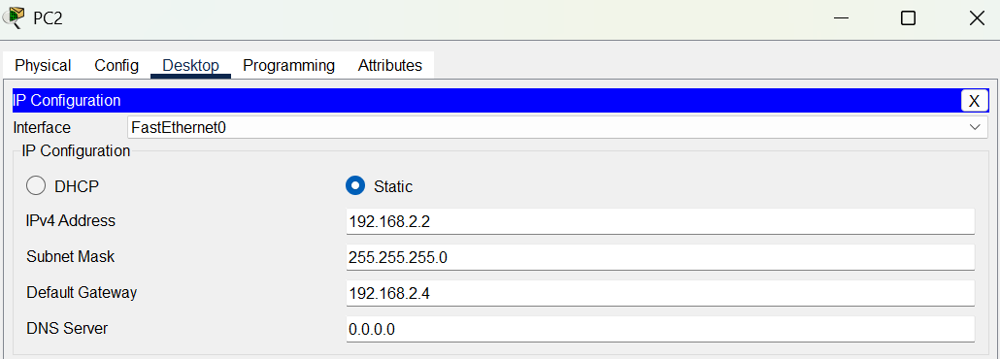 PC2
Physical Config Desktop Programming Attributes
IP Configuration X
Interface FastEthernet0
IP Configuration
DHCP Static
IPv4 Address 192.168.2.2
Subnet Mask 255.255.255.0
Default Gateway 192.168.2.4
DNS Server 0.0.0.0